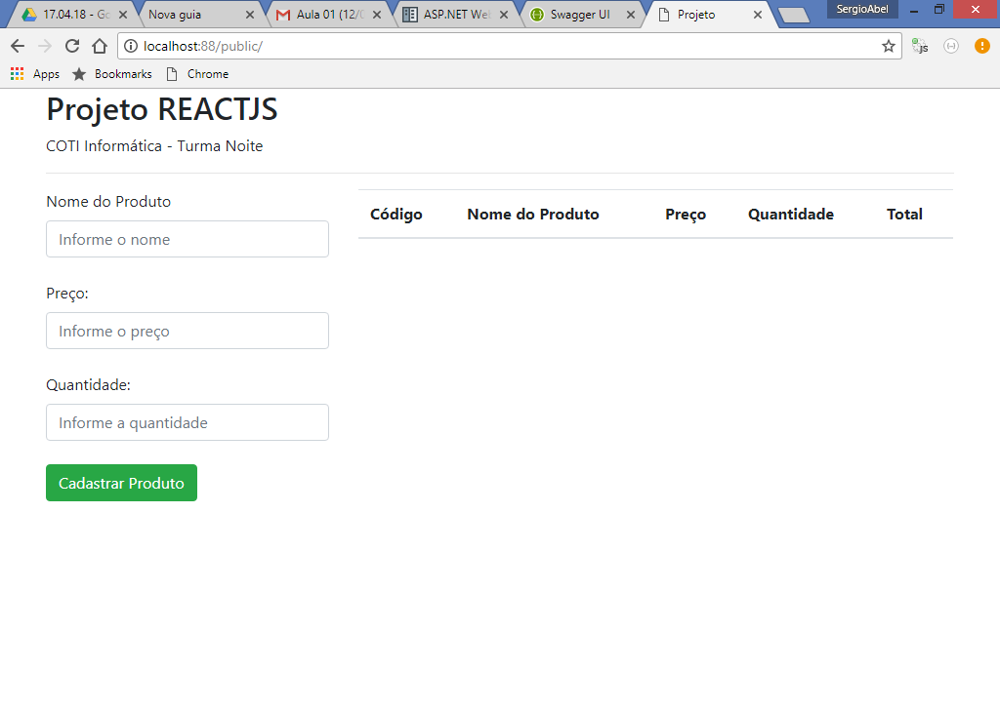 17.04.18 - Go
Nova guia
Aula 01 (12/0
ASP.NET Web
Swagger UI
Projeto
SergioAbel
localhost:88/public/
JS
Apps
Bookmarks
Chrome
Projeto REACTJS
COTI Informática - Turma Noite
Nome do Produto
Informe o nome
Preço:
Informe o preço
Quantidade:
Informe a quantidade
Cadastrar Produto
Código Nome do Produto Preço Quantidade Total